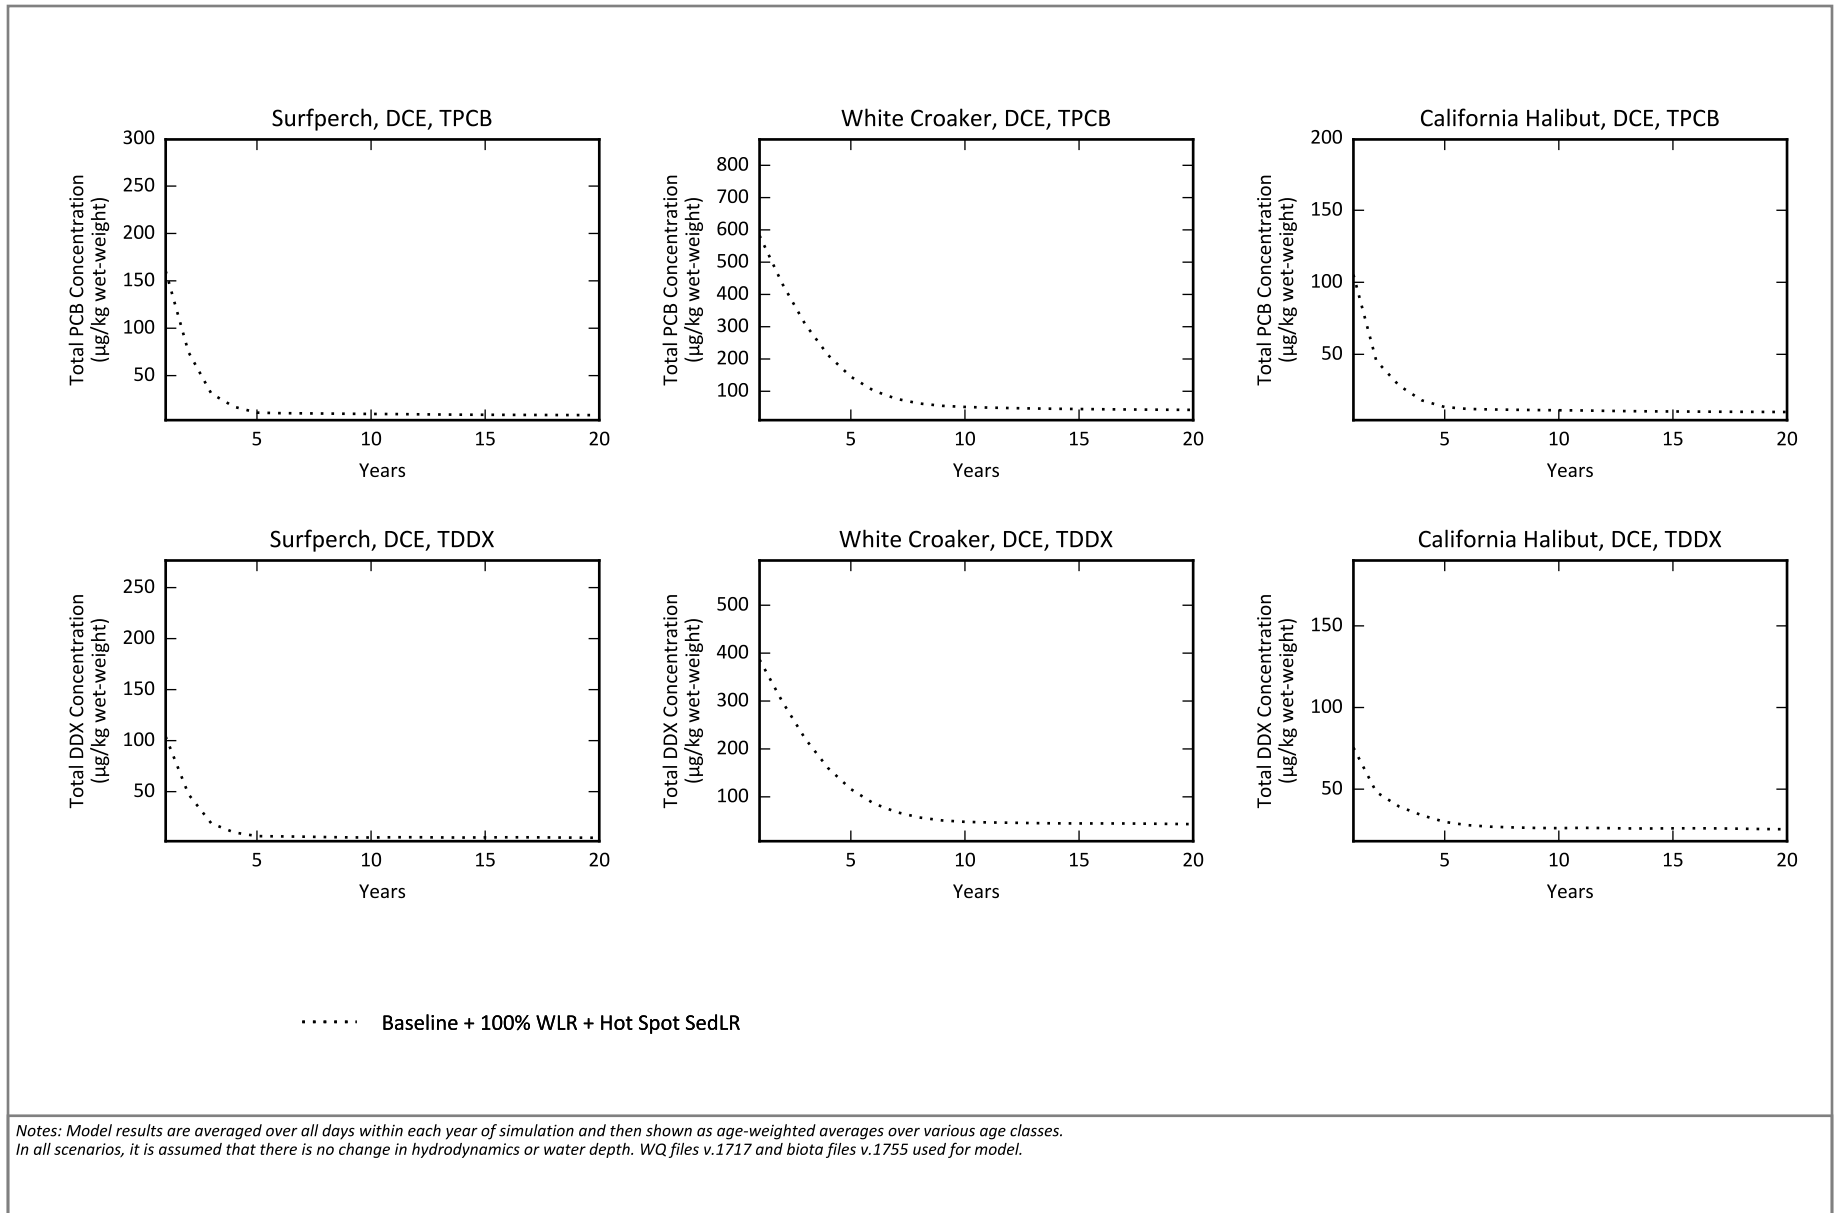 Surfperch, DCE, TPCB
Total PCB Concentration
(µg/kg wet-weight)
300
250
200
150
100
50
5 10 15 20
Years
White Croaker, DCE, TPCB
Total PCB Concentration
(µg/kg wet-weight)
800
700
600
500
400
300
200
100
5 10 15 20
Years
California Halibut, DCE, TPCB
Total PCB Concentration
(µg/kg wet-weight)
200
150
100
50
5 10 15 20
Years
Surfperch, DCE, TDDX
Total DDX Concentration
(µg/kg wet-weight)
250
200
150
100
50
5 10 15 20
Years
White Croaker, DCE, TDDX
Total DDX Concentration
(µg/kg wet-weight)
500
400
300
200
100
5 10 15 20
Years
California Halibut, DCE, TDDX
Total DDX Concentration
(µg/kg wet-weight)
150
100
50
5 10 15 20
Years
Baseline + 100% WLR + Hot Spot SedLR
Notes: Model results are averaged over all days within each year of simulation and then shown as age-weighted averages over various age classes.
In all scenarios, it is assumed that there is no change in hydrodynamics or water depth. WQ files v.1717 and biota files v.1755 used for model.